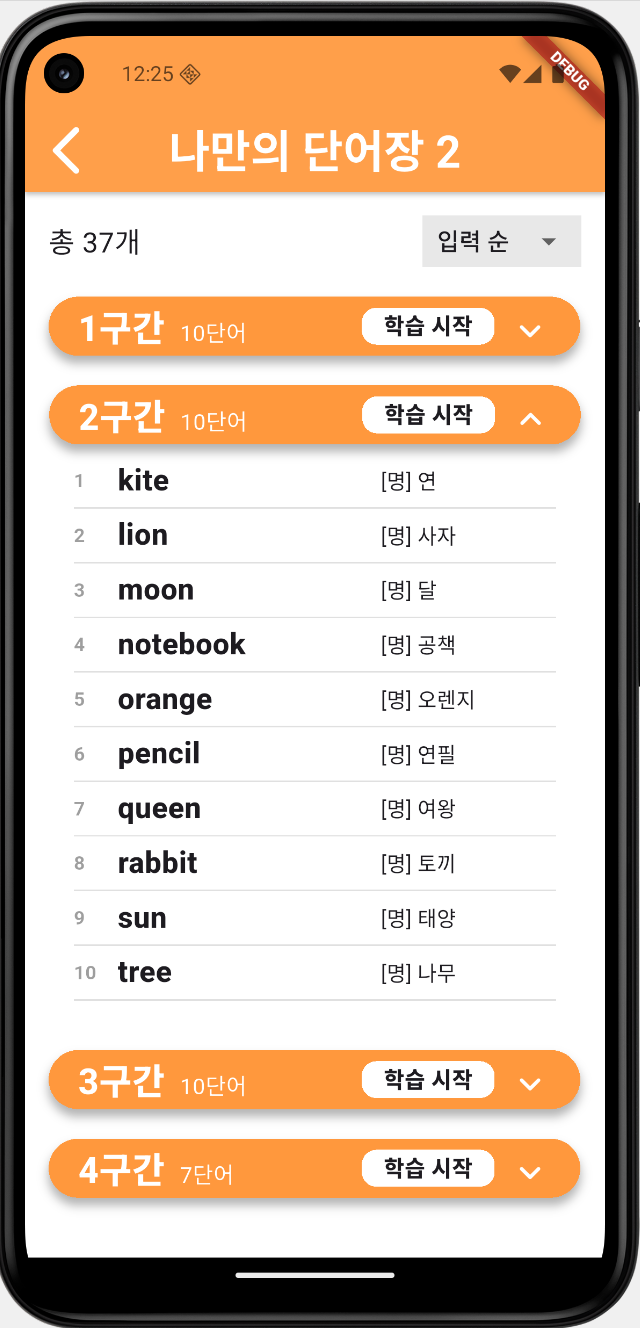 12:25
DEBUG
나만의 단어장 2
총 37개 입력 순
1구간 10단어 학습 시작
2구간 10단어 학습 시작
1 kite [명] 연
2 lion [명] 사자
3 moon [명] 달
4 notebook [명] 공책
5 orange [명] 오렌지
6 pencil [명] 연필
7 queen [명] 여왕
8 rabbit [명] 토끼
9 sun [명] 태양
10 tree [명] 나무
3구간 10단어 학습 시작
4구간 7단어 학습 시작